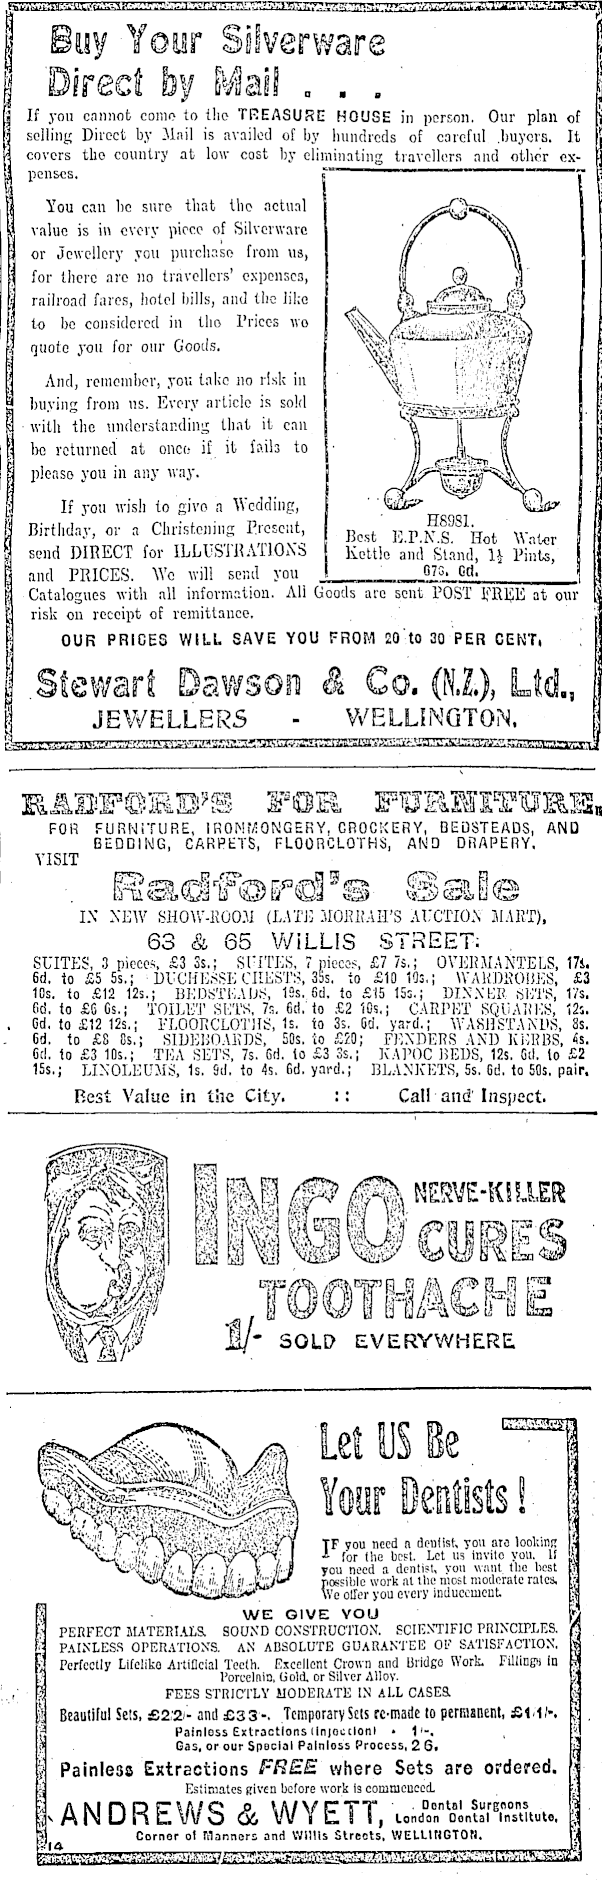 Buy Your Silverware
Direct by Mail . . .
If you cannot come to the TREASURE HOUSE in person. Our plan of
selling Direct by Mail is availed of by hundreds of careful buyers. It
covers the country at low cost by eliminating travellers and other ex-
penses.
You can be sure that the actual
value is in every piece of Silverware
or Jewellery you purchase from us,
for there are no travellers' expenses,
railroad fares, hotel bills, and the like
to be considered in the Prices we
quote you for our Goods.
And, remember, you take no risk in
buying from us. Every article is sold
with the understanding that it can
be returned at once if it fails to
please you in any way.
If you wish to give a Wedding,
Birthday, or a Christening Present,
send DIRECT for ILLUSTRATIONS
and PRICES. We will send you
H8981.
Best E.P.N.S. Hot Water
Kettle and Stand, 1½ Pints,
67s. 6d.
Catalogues with all information. All Goods are sent POST FREE at our
risk on receipt of remittance.
OUR PRICES WILL SAVE YOU FROM 20 to 30 PER CENT.
Stewart Dawson & Co. (N.Z.), Ltd.,
JEWELLERS - WELLINGTON.
RADFORD'S FOR FURNITURE.
FOR FURNITURE, IRONMONGERY, CROCKERY, BEDSTEADS, AND
BEDDING, CARPETS, FLOORCLOTHS, AND DRAPERY.
VISIT
Radford's Sale
IN NEW SHOW-ROOM (LATE MORRAH'S AUCTION MART),
63 & 65 WILLIS STREET:
SUITES, 3 pieces, £3 3s.; SUITES, 7 pieces, £7 7s.; OVERMANTELS, 17s.
6d. to £5 5s.; DUCHESSE CHESTS, 35s. to £10 10s.; WARDROBES, £3
10s. to £12 12s.; BEDSTEADS, 19s. 6d. to £15 15s.; DINNER SETS, 17s.
6d. to £6 6s.; TOILET SETS, 7s. 6d. to £2 10s.; CARPET SQUARES, 12s.
6d. to £12 12s.; FLOORCLOTHS, 1s. to 3s. 6d. yard.; WASHSTANDS, 8s.
6d. to £8 8s.; SIDEBOARDS, 50s. to £20; FENDERS AND KERBS, 4s.
6d. to £3 10s.; TEA SETS, 7s. 6d. to £3 3s.; KAPOC BEDS, 12s. 6d. to £2
15s.; LINOLEUMS, 1s. 9d. to 4s. 6d. yard.; BLANKETS, 5s. 6d. to 50s. pair.
Best Value in the City. :: Call and Inspect.
INGO NERVE-KILLER
CURES
TOOTHACHE
1/- SOLD EVERYWHERE
Let US Be
Your Dentists!
IF you need a dentist, you are looking
for the best. Let us invite you. If
you need a dentist, you want the best
possible work at the most moderate rates.
We offer you every inducement.
WE GIVE YOU
PERFECT MATERIALS. SOUND CONSTRUCTION. SCIENTIFIC PRINCIPLES.
PAINLESS OPERATIONS. AN ABSOLUTE GUARANTEE OF SATISFACTION.
Perfectly Lifelike Artificial Teeth. Excellent Crown and Bridge Work. Fillings in
Porcelain, Gold, or Silver Alloy.
FEES STRICTLY MODERATE IN ALL CASES.
Beautiful Sets, £2 2/- and £3 3-. Temporary Sets re-made to permanent, £1/1/-.
Painless Extractions (Injection) • 1/-.
Gas, or our Special Painless Process, 2 6.
Painless Extractions FREE where Sets are ordered.
Estimates given before work is commenced.
ANDREWS & WYETT, Dental Surgeons
London Dental Institute,
Corner of Manners and Willis Streets, WELLINGTON.
14